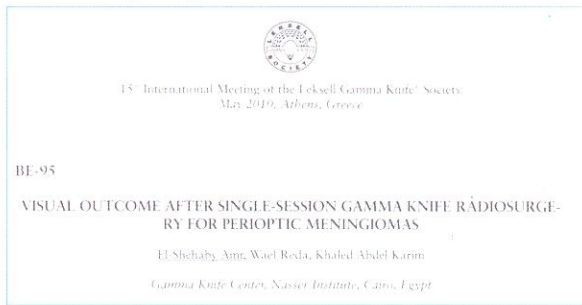 LEKSELL SOCIETY
15th International Meeting of the Leksell Gamma Knife® Society
May 2010, Athens, Greece
BE-95
VISUAL OUTCOME AFTER SINGLE-SESSION GAMMA KNIFE RADIOSURGE-
RY FOR PERIOPTIC MENINGIOMAS
El Shehaby Amr, Wael Reda, Khaled Abdel Karim
Gamma Knife Center, Nasser Institute, Cairo, Egypt